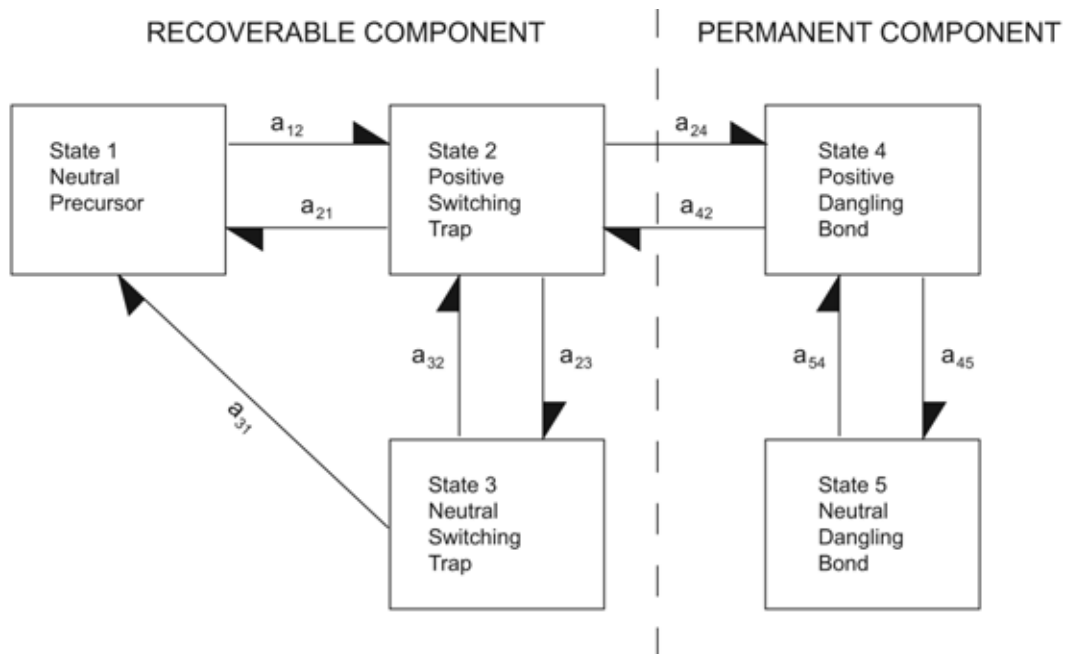 RECOVERABLE COMPONENT
PERMANENT COMPONENT
State 1
Neutral
Precursor
a12
a21
State 2
Positive
Switching
Trap
a24
a42
State 4
Positive
Dangling
Bond
a31
a32
a23
a54
a45
State 3
Neutral
Switching
Trap
State 5
Neutral
Dangling
Bond